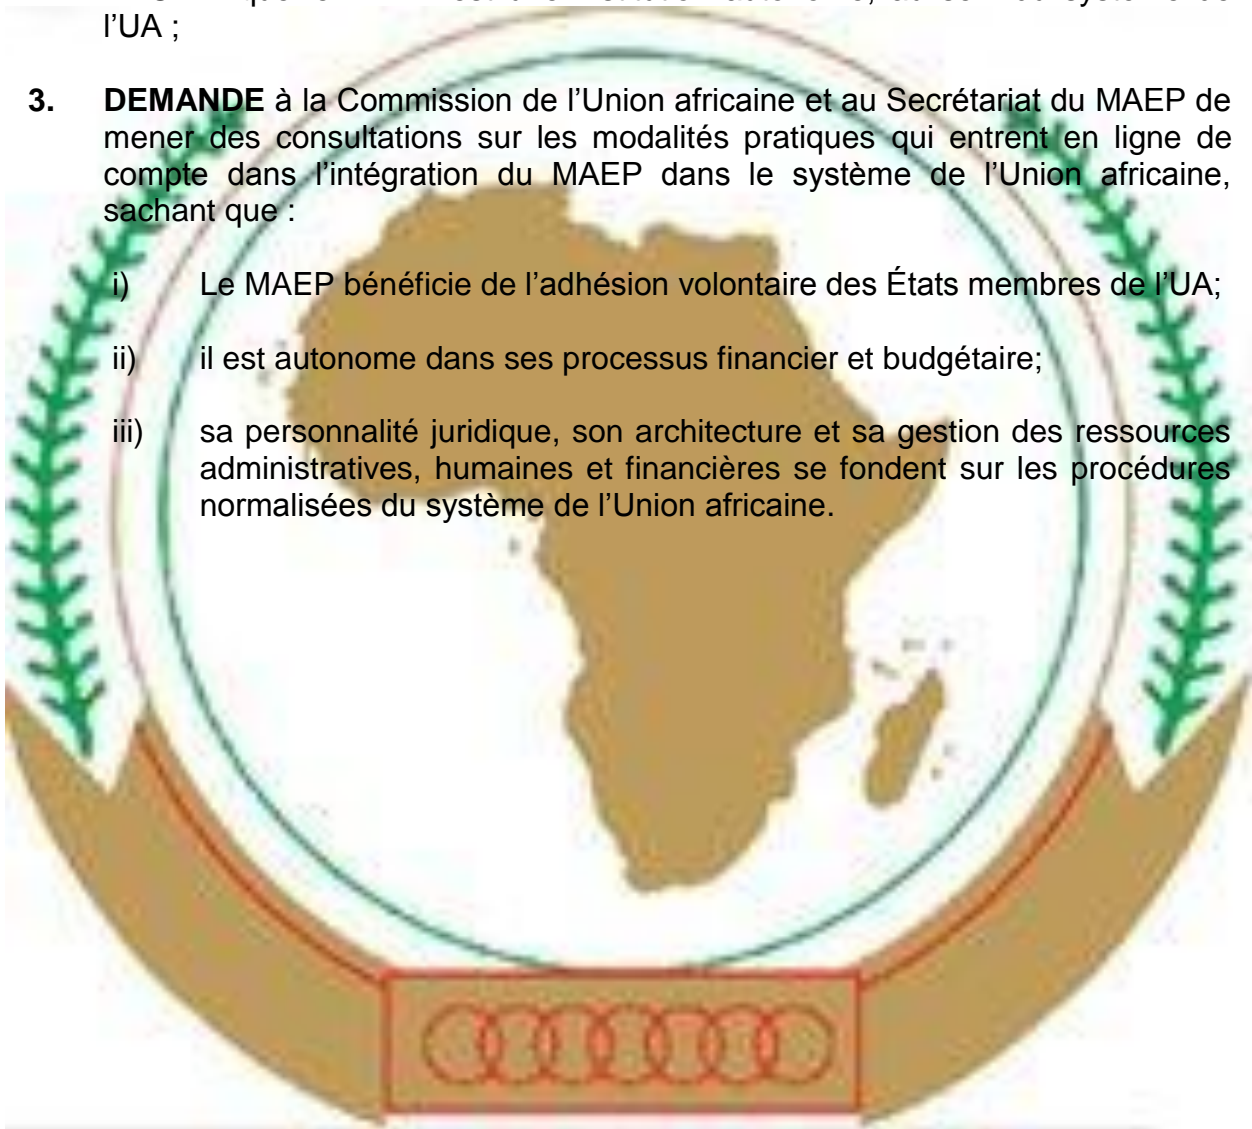 l’UA ;
3. DEMANDE à la Commission de l’Union africaine et au Secrétariat du MAEP de
mener des consultations sur les modalités pratiques qui entrent en ligne de
compte dans l’intégration du MAEP dans le système de l’Union africaine,
sachant que :
i) Le MAEP bénéficie de l’adhésion volontaire des États membres de l’UA;
ii) il est autonome dans ses processus financier et budgétaire;
iii) sa personnalité juridique, son architecture et sa gestion des ressources
administratives, humaines et financières se fondent sur les procédures
normalisées du système de l’Union africaine.